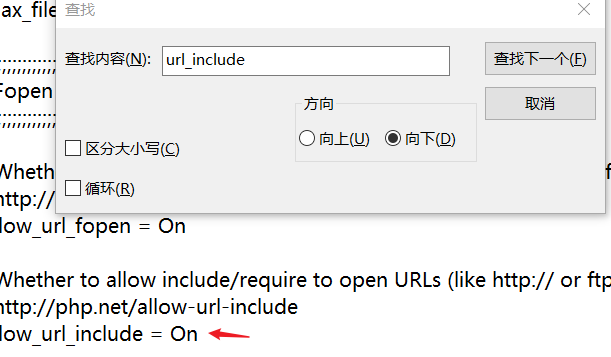 ax_file
查找
查找内容(N):
url_include
查找下一个(F)
;;;;;;;;;;;;;;;;
Fopen
;;;;;;;;;;;;;;;;
方向
取消
向上(U)
向下(D)
区分大小写(C)
循环(R)
Wheth
f
http://
low_url_fopen = On
Whether to allow include/require to open URLs (like http:// or ftp
http://php.net/allow-url-include
low_url_include = On